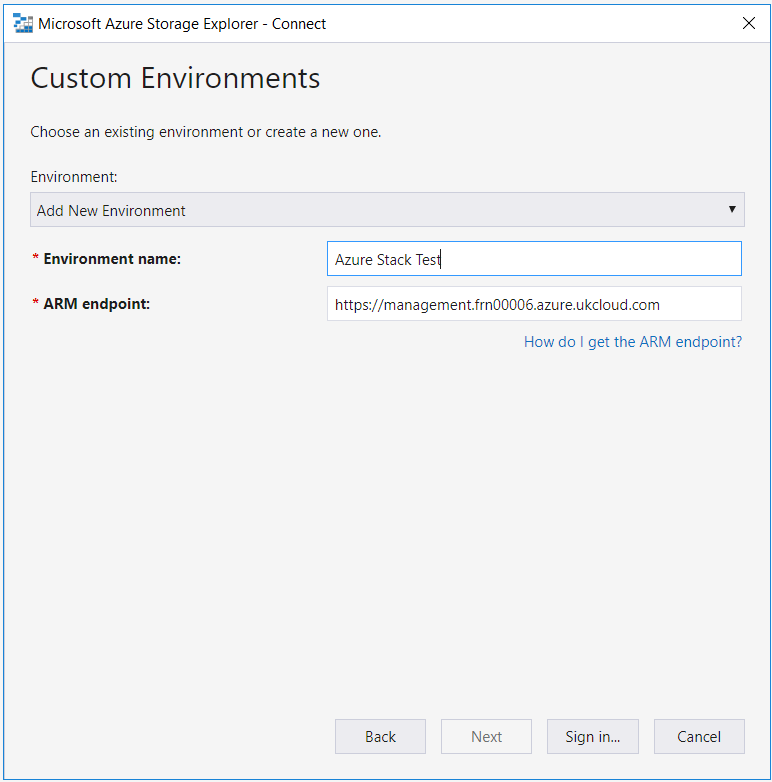 Microsoft Azure Storage Explorer - Connect
Custom Environments
Choose an existing environment or create a new one.
Environment:
Add New Environment
* Environment name: Azure Stack Test
* ARM endpoint: https://management.frn00006.azure.ukcloud.com
How do I get the ARM endpoint?
Back Next Sign in... Cancel